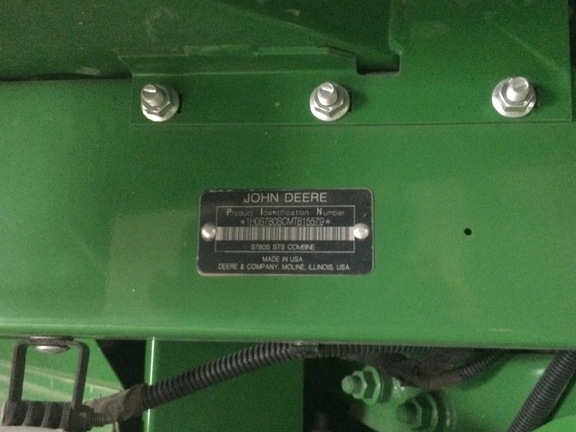 JOHN DEERE
Product Identification Number
*1H0S780SCMT815579*
S780S STS COMBINE
MADE IN USA
DEERE & COMPANY, MOLINE, ILLINOIS, USA